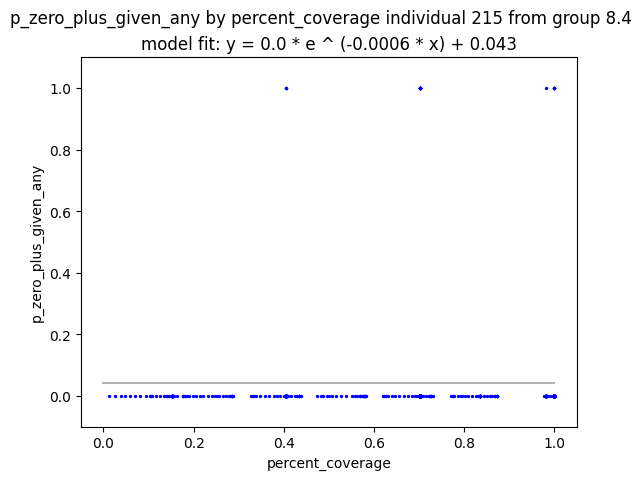 p_zero_plus_given_any by percent_coverage individual 215 from group 8.4
model fit: y = 0.0 * e ^ (-0.0006 * x) + 0.043
1.0
0.8
0.6
0.4
0.2
0.0
p_zero_plus_given_any
0.0 0.2 0.4 0.6 0.8 1.0
percent_coverage